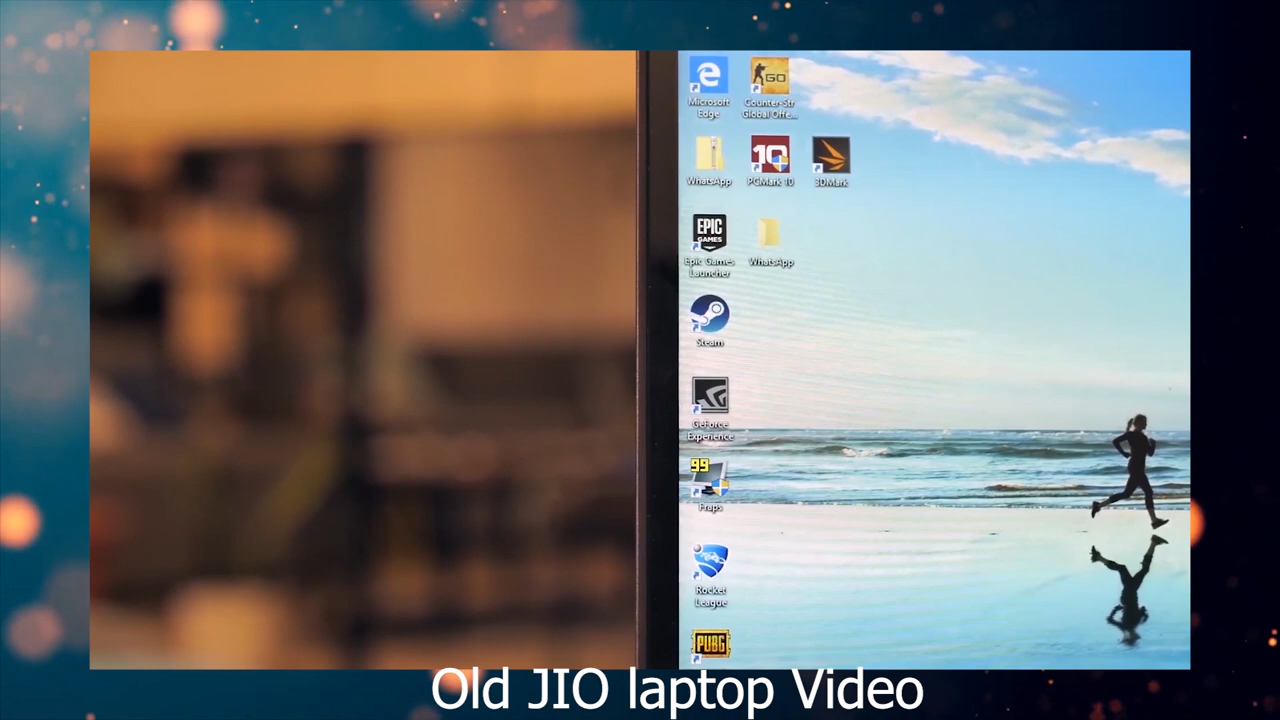 Microsoft
Edge
Counter-Str
Global Offe...
GO
WhatsApp
10
PCMark 10
3DMark
EPIC
GAMES
Epic Games
Launcher
WhatsApp
Steam
GeForce
Experience
99
Fraps
Rocket
League
PUBG
Old JIO laptop Video